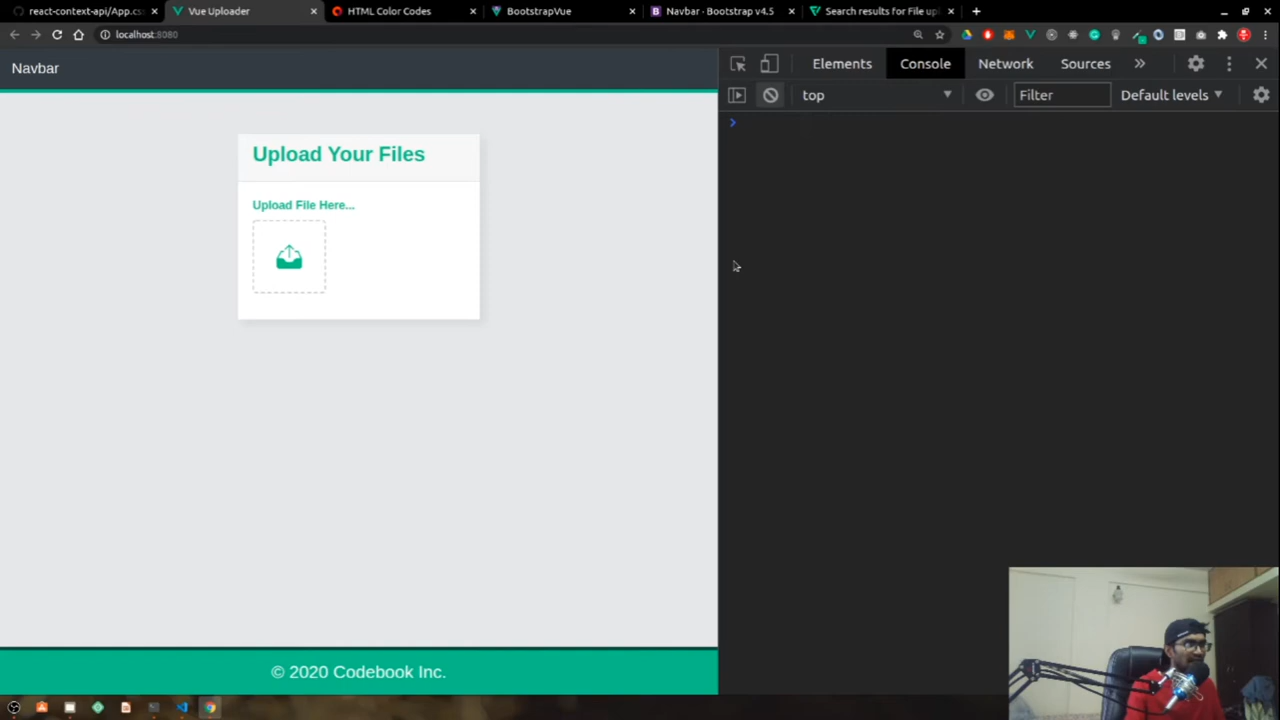 react-context-api/App.cs
Vue Uploader
HTML Color Codes
BootstrapVue
Navbar · Bootstrap v4.5
Search results for File up
localhost:8080
Navbar
Upload Your Files
Upload File Here...
© 2020 Codebook Inc.
Elements
Console
Network
Sources
top
Filter
Default levels